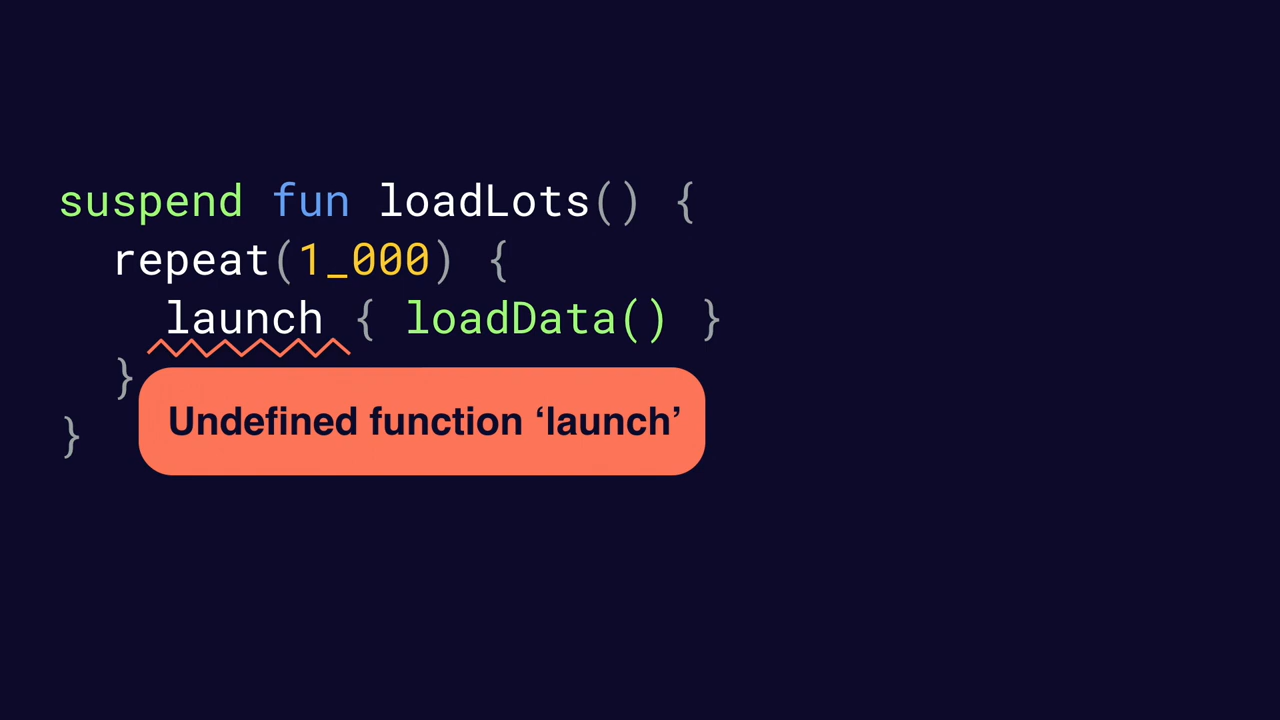 suspend fun loadLots() {
  repeat(1_000) {
    launch { loadData() }
  }
Undefined function ‘launch’
}